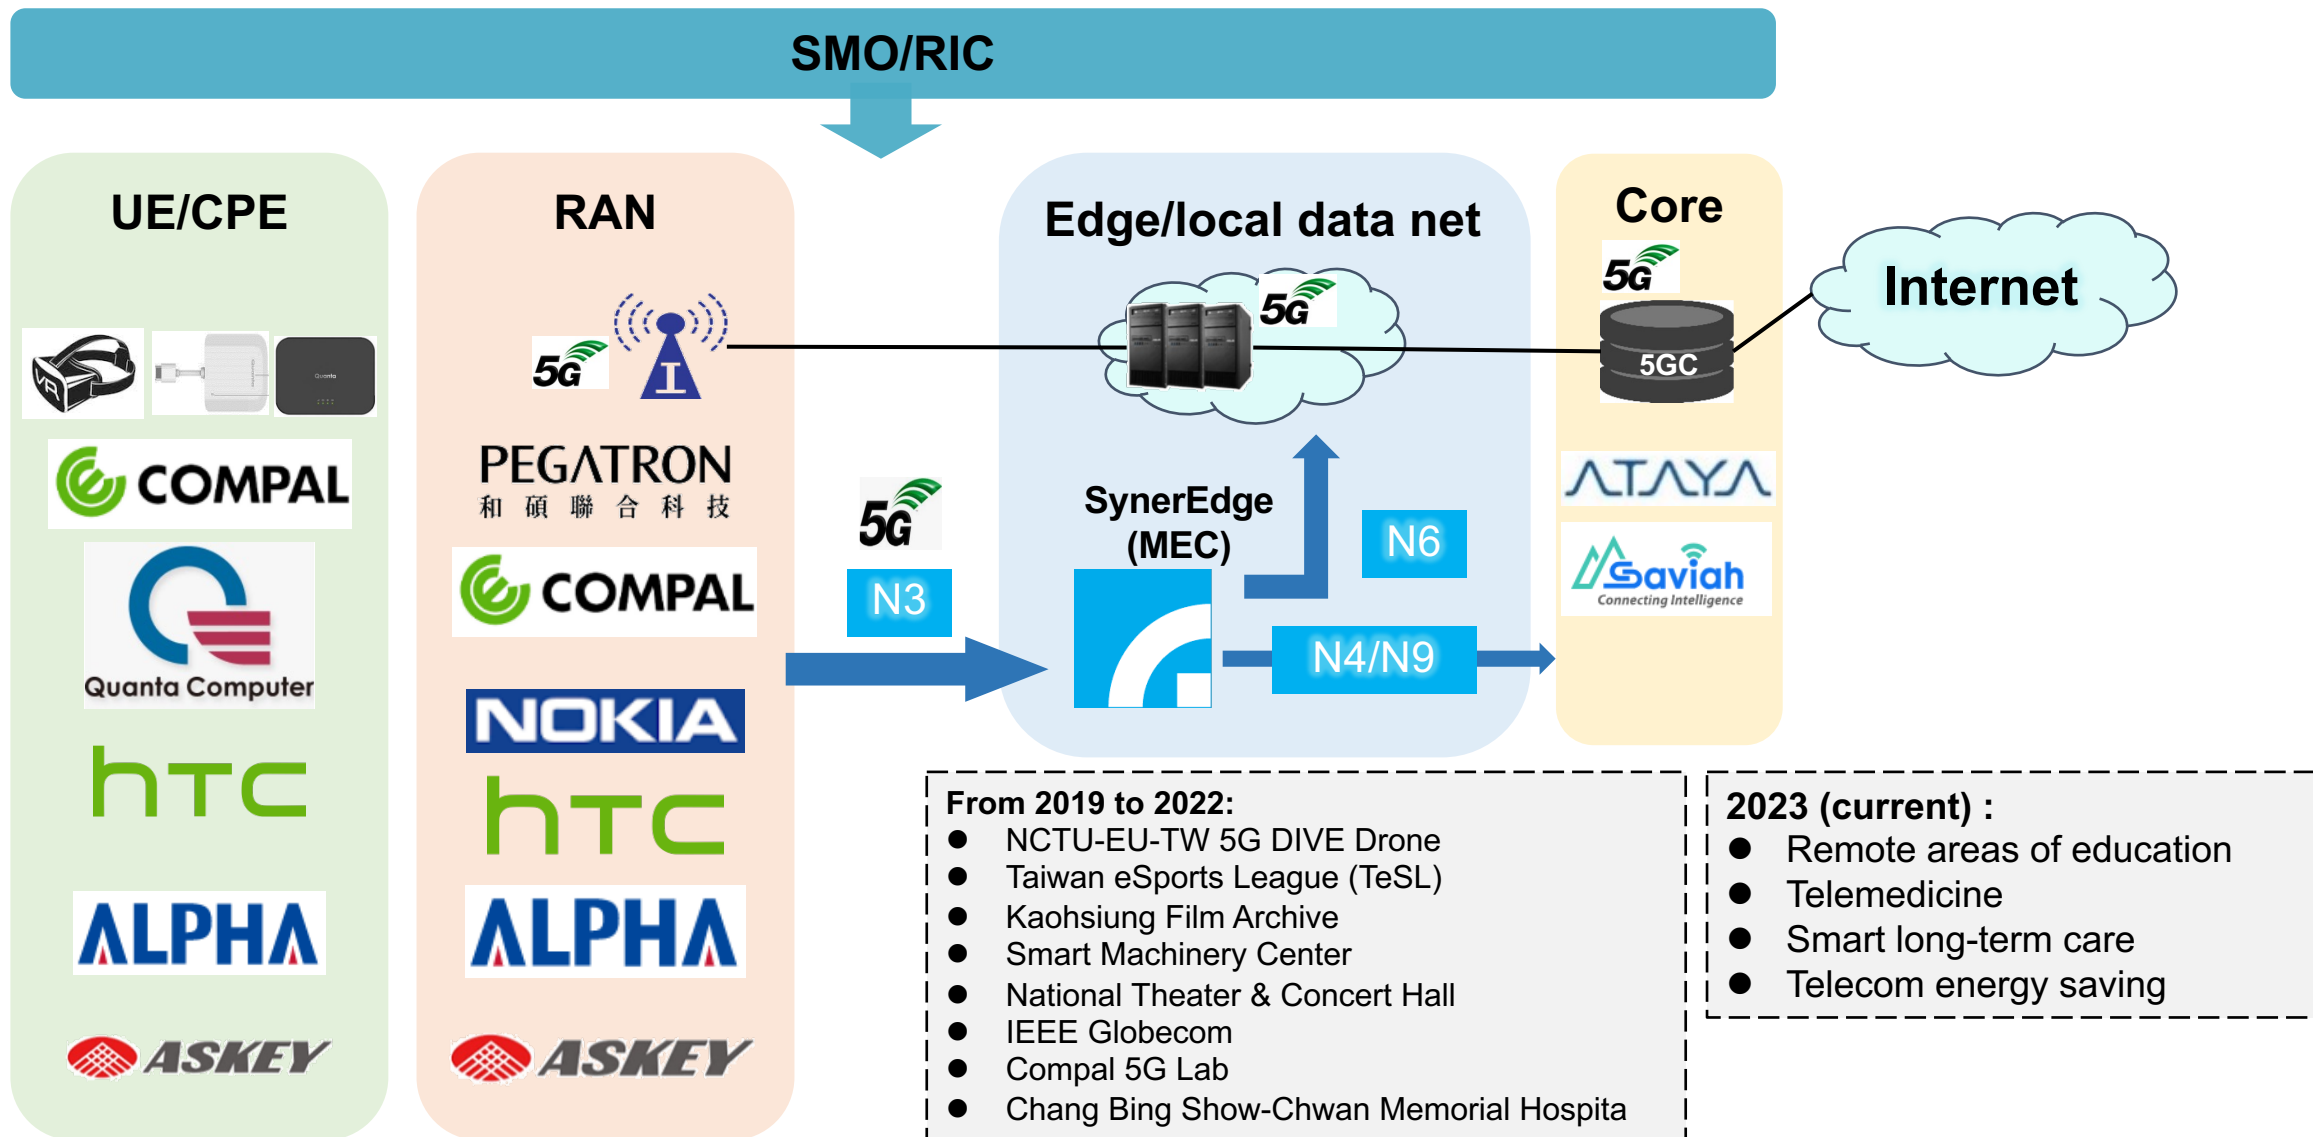 SMO/RIC
UE/CPE
VR
Quanta
COMPAL
Quanta Computer
hTC
ALPHA
ASKEY
RAN
5G
I
PEGATRON
和碩聯合科技
COMPAL
NOKIA
hTC
ALPHA
ASKEY
5G
N3
Edge/local data net
5G
SynerEdge
(MEC)
N6
N4/N9
Core
5G
5GC
ATAYA
Saviah
Connecting Intelligence
Internet
From 2019 to 2022:
● NCTU-EU-TW 5G DIVE Drone
● Taiwan eSports League (TeSL)
● Kaohsiung Film Archive
● Smart Machinery Center
● National Theater & Concert Hall
● IEEE Globecom
● Compal 5G Lab
● Chang Bing Show-Chwan Memorial Hospita
2023 (current) :
● Remote areas of education
● Telemedicine
● Smart long-term care
● Telecom energy saving